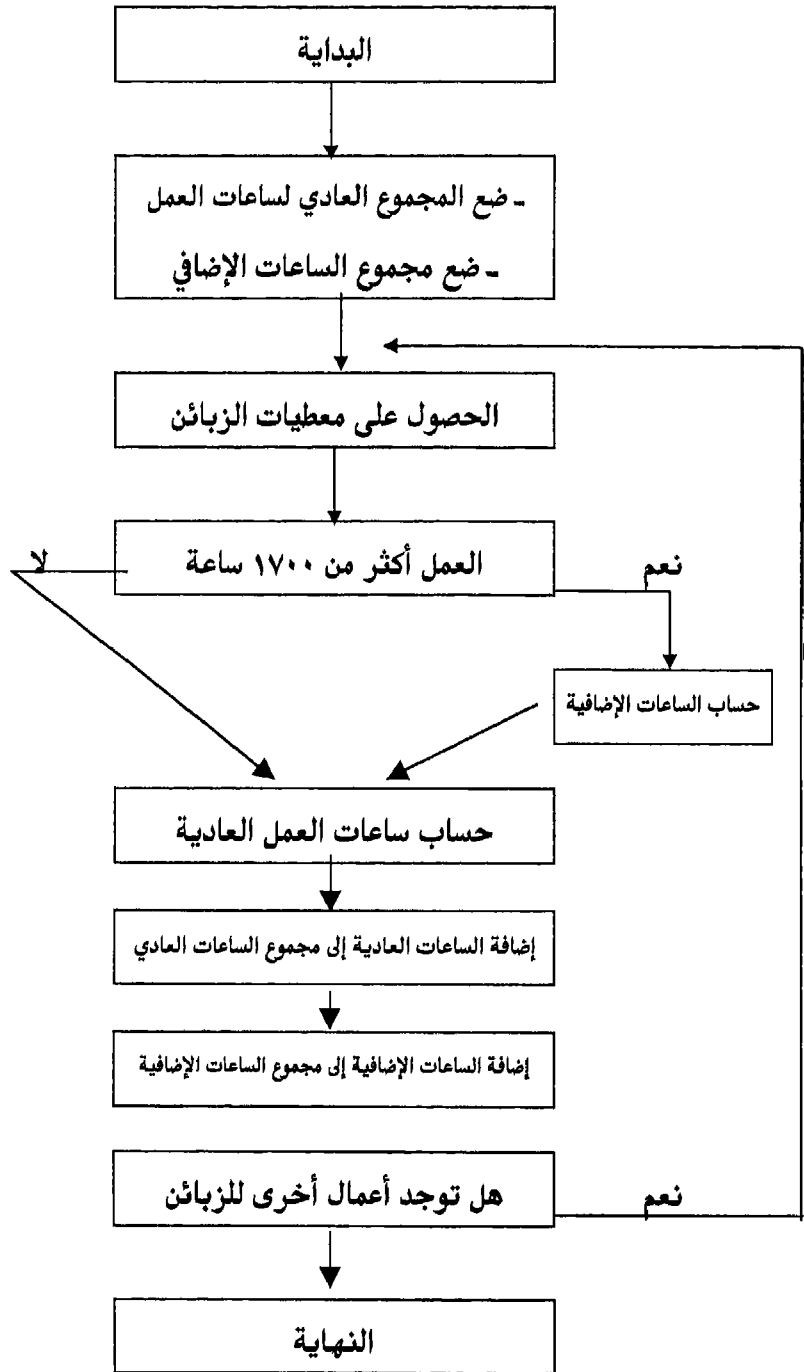 البداية
ـ ضع المجموع العادي لساعات العمل
ـ ضع مجموع الساعات الإضافي
الحصول على معطيات الزبائن
العمل أكثر من ١٧٠٠ ساعة
نعم
لا
حساب الساعات الإضافية
حساب ساعات العمل العادية
إضافة الساعات العادية إلى مجموع الساعات العادي
إضافة الساعات الإضافية إلى مجموع الساعات الإضافية
هل توجد أعمال أخرى للزبائن
نعم
النهاية